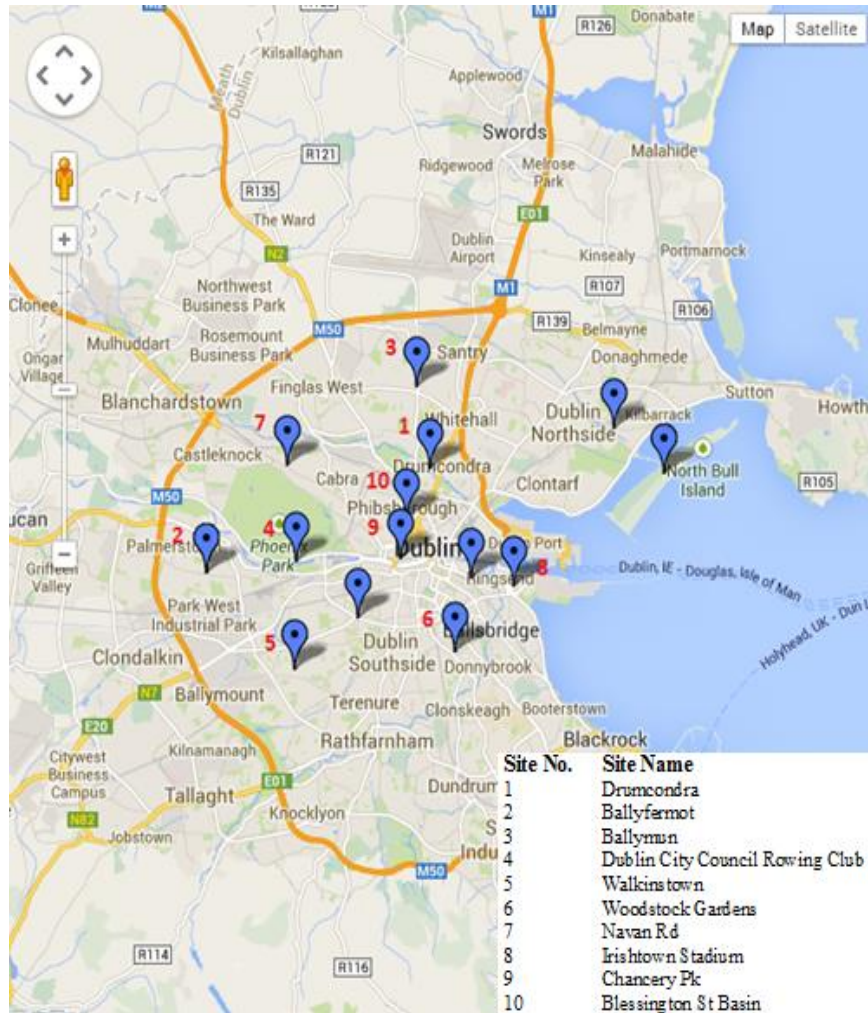 M2
M1
R126
Donabate
Map Satellite
Kilsallaghan
Meath
Dublin
Applewood
Swords
R121
Malahide
Ridgewood
Melrose
Park
R135
E01
The Ward
N2
Dublin
Airport
Kinsealy
Portmarnock
Northwest
Business Park
M1
R107
Clonee
R106
M50
R139
Mulhuddart
Rosemount
Business Park
Belmayne
3
Santry
Donaghmede
Ongar
Village
Finglas West
Sutton
Blanchardstown
Howth
7
1
Whitehall
Dublin
Northside
Kilbarrack
Castleknock
Drumcondra
Cabra
10
North Bull
Island
R105
M50
Clontarf
Phibsborough
ucan
2
4
9
Palmerstown
Phoenix
Park
Dublin
Port
Griffeen
Valley
Ringsend
8
Dublin, IE - Douglas, Isle of Man
Park West
Industrial Park
6
Ballsbridge
5
Dublin
Southside
Donnybrook
Holyhead, UK - Dun L
Clondalkin
N7
Ballymount
Terenure
Clonskeagh
Booterstown
E20
Rathfarnham
Blackrock
Citywest
Business
Campus
Kilnamanagh
E01
Tallaght
Dundrum
N82
Knocklyon
Jobstown
S
Indu
M50
R114
R116
Site No. Site Name
1 Drumcondra
2 Ballyfermot
3 Ballymun
4 Dublin City Council Rowing Club
5 Walkinstown
6 Woodstock Gardens
7 Navan Rd
8 Irishtown Stadium
9 Chancery Pk
10 Blessington St Basin